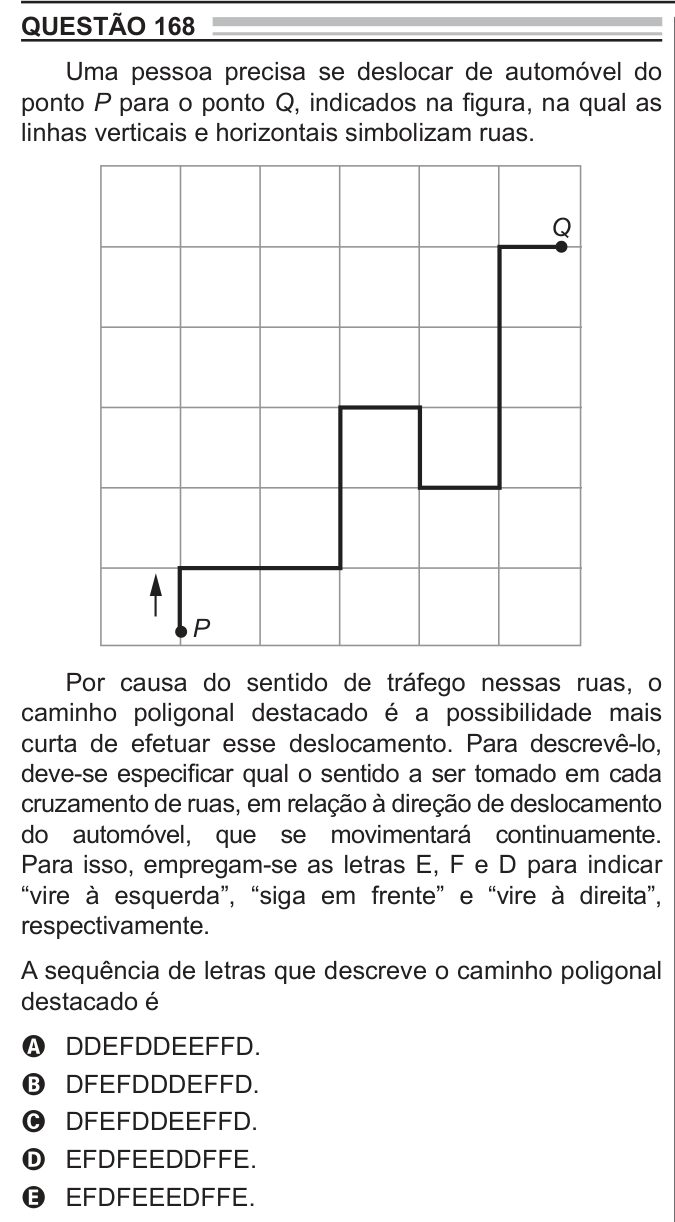 QUESTÃO 168
Uma pessoa precisa se deslocar de automóvel do
ponto P para o ponto Q, indicados na figura, na qual as
linhas verticais e horizontais simbolizam ruas.
Q
P
Por causa do sentido de tráfego nessas ruas, o
caminho poligonal destacado é a possibilidade mais
curta de efetuar esse deslocamento. Para descrevê-lo,
deve-se especificar qual o sentido a ser tomado em cada
cruzamento de ruas, em relação à direção de deslocamento
do automóvel, que se movimentará continuamente.
Para isso, empregam-se as letras E, F e D para indicar
“vire à esquerda”, “siga em frente” e “vire à direita”,
respectivamente.
A sequência de letras que descreve o caminho poligonal
destacado é
A DDEFDDEEFFD.
B DFEFDDDEFFD.
C DFEFDDEEFFD.
D EFDFEEDDFFE.
E EFDFEEEDFFE.